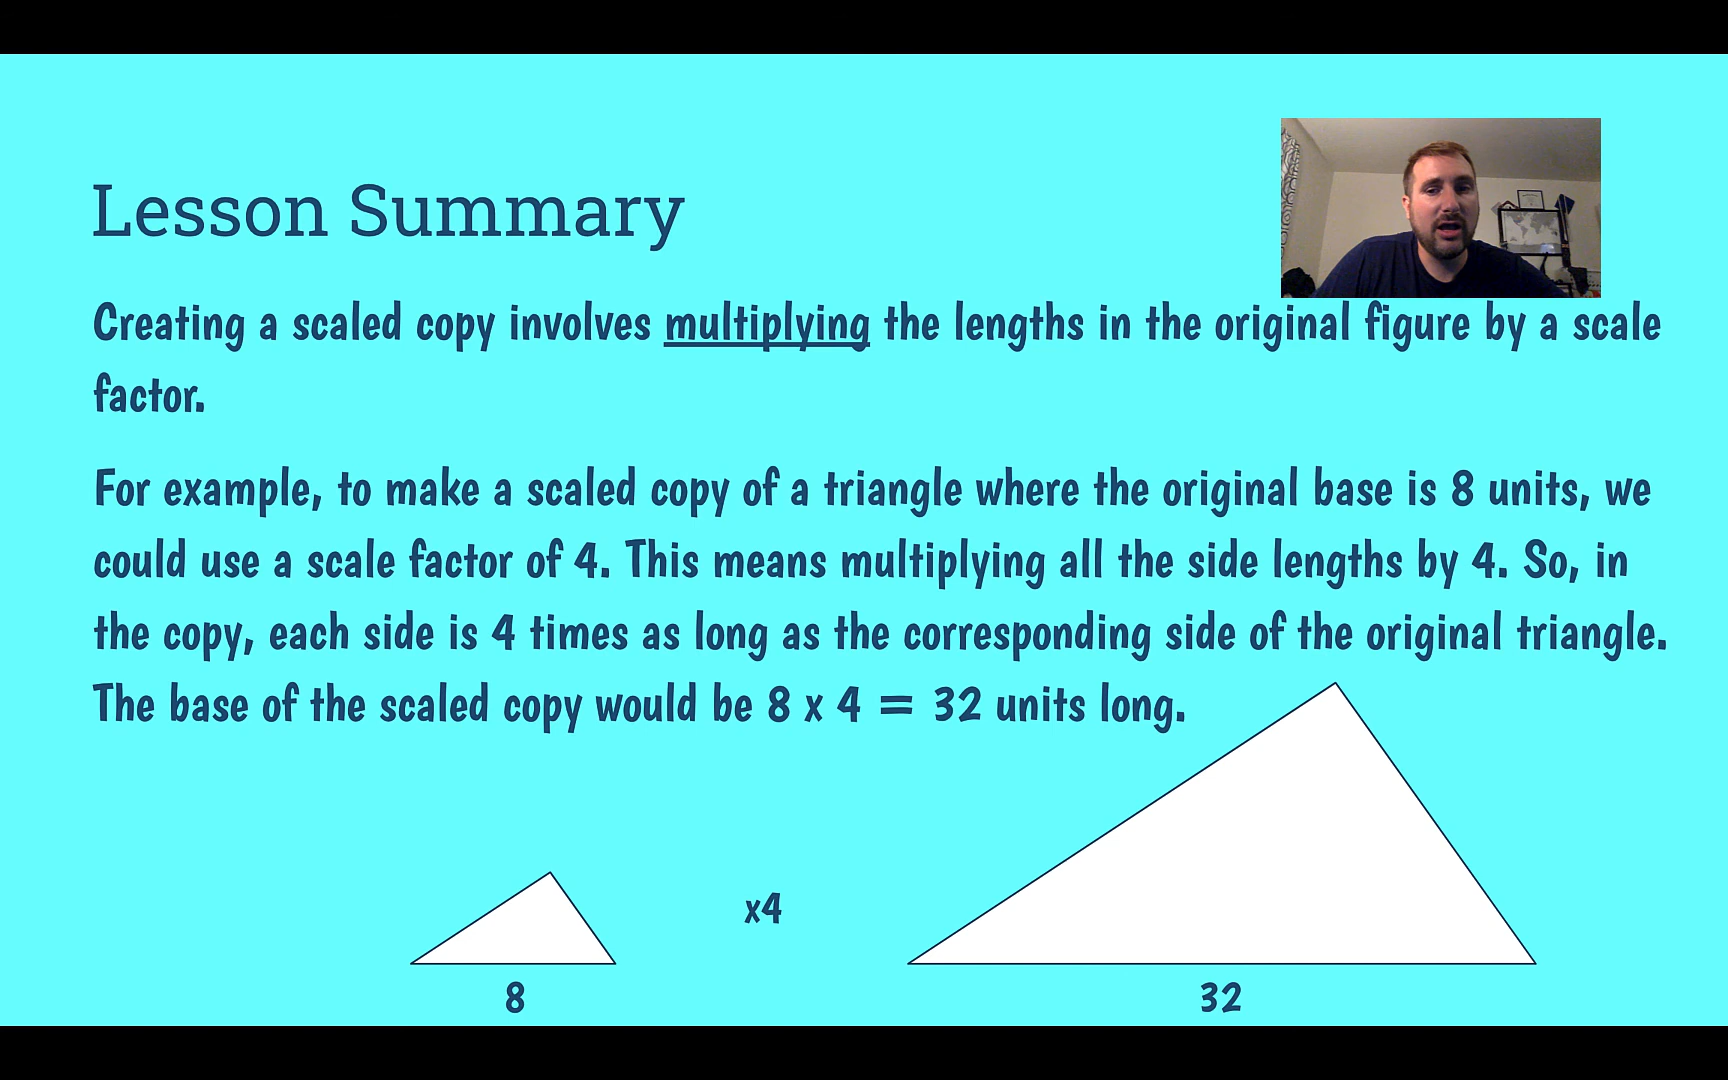 Lesson Summary
Creating a scaled copy involves multiplying the lengths in the original figure by a scale
factor.
For example, to make a scaled copy of a triangle where the original base is 8 units, we
could use a scale factor of 4. This means multiplying all the side lengths by 4. So, in
the copy, each side is 4 times as long as the corresponding side of the original triangle.
The base of the scaled copy would be 8 x 4 = 32 units long.
x4
8
32